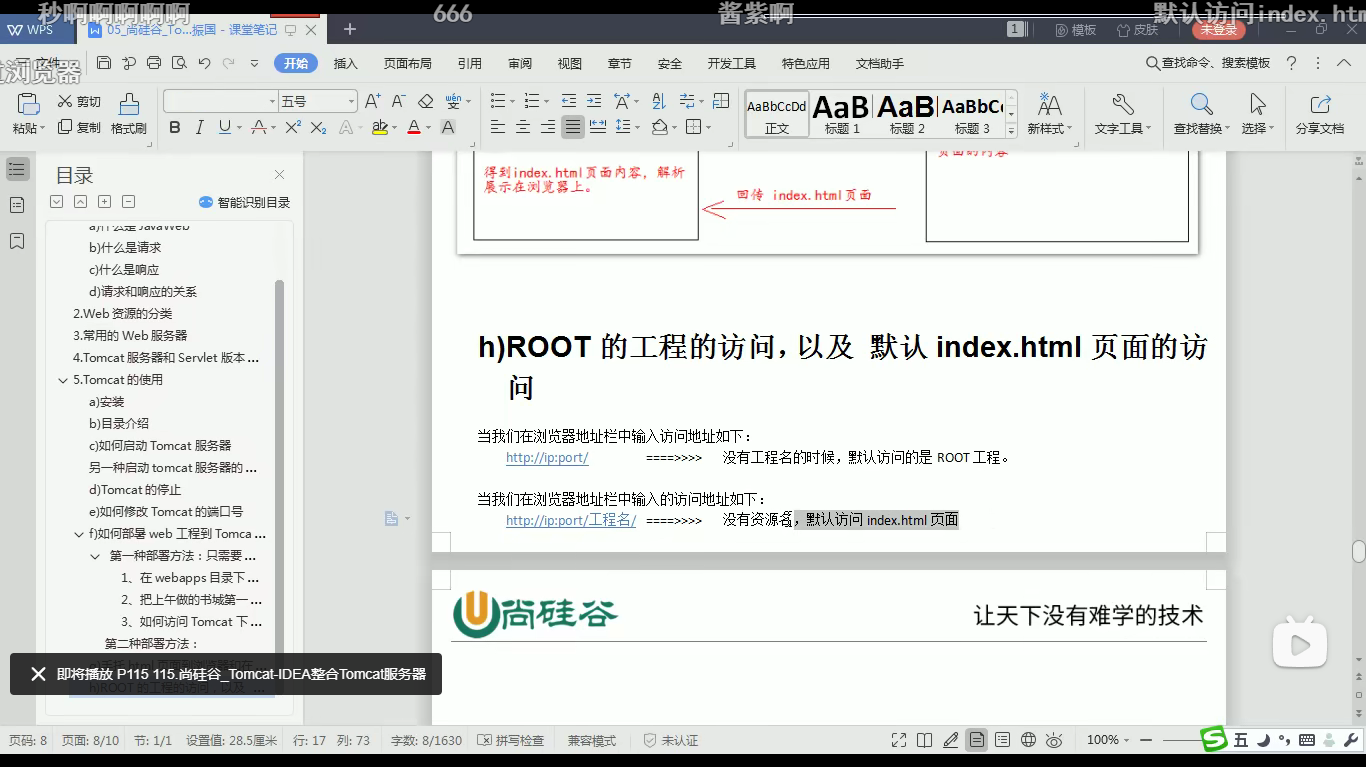 秒啊啊啊啊啊
666
酱紫啊
默认访问index.htm
浏览器
WPS
05_尚硅谷_To...振国 - 课堂笔记
1
模板
皮肤
未登录
文件
开始
插入
页面布局
引用
审阅
视图
章节
安全
开发工具
特色应用
文档助手
查找命令、搜索模板
粘贴
剪切
复制
格式刷
五号
AaBbCcDd
正文
AaB
标题 1
AaB
标题 2
AaBbC
标题 3
新样式
文字工具
查找替换
选择
分享文档
目录
智能识别目录
a)什么是 JavaWeb
b)什么是请求
c)什么是响应
d)请求和响应的关系
2.Web 资源的分类
3.常用的 Web 服务器
4.Tomcat 服务器和 Servlet 版本 ...
5.Tomcat 的使用
a)安装
b)目录介绍
c)如何启动 Tomcat 服务器
另一种启动 tomcat 服务器的 ...
d)Tomcat 的停止
e)如何修改 Tomcat 的端口号
f)如何部暑 web 工程到 Tomca ...
第一种部署方法：只需要 ...
1、在 webapps 目录下 ...
2、把上午做的书城第一 ...
3、如何访问 Tomcat 下 ...
第二种部署方法：
h)ROOT 的工程的访问，以及 ...
即将播放 P115 115.尚硅谷_Tomcat-IDEA整合Tomcat服务器
得到index.html页面内容，解析
展示在浏览器上。
回传 index.html页面
页面的内容
h)ROOT 的工程的访问，以及 默认 index.html 页面的访
问
当我们在浏览器地址栏中输入访问地址如下：
http://ip:port/ ====>>>> 没有工程名的时候，默认访问的是 ROOT 工程。
当我们在浏览器地址栏中输入的访问地址如下：
http://ip:port/工程名/ ====>>>> 没有资源名，默认访问 index.html 页面
尚硅谷
让天下没有难学的技术
页码: 8
页面: 8/10
节: 1/1
设置值: 28.5厘米
行: 17
列: 73
字数: 8/1630
拼写检查
兼容模式
未认证
100%
五